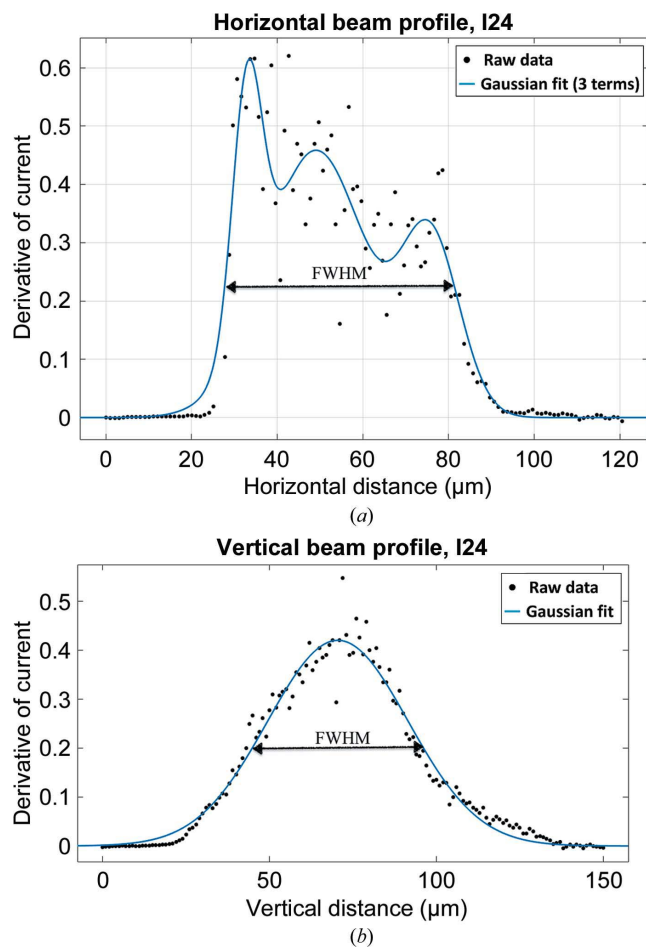 Horizontal beam profile, I24
Raw data
Gaussian fit (3 terms)
0.6
0.5
0.4
0.3
0.2
0.1
0
Derivative of current
FWHM
0 20 40 60 80 100 120
Horizontal distance (μm)
(a)
Vertical beam profile, I24
Raw data
Gaussian fit
0.5
0.4
0.3
0.2
0.1
0
Derivative of current
FWHM
0 50 100 150
Vertical distance (μm)
(b)